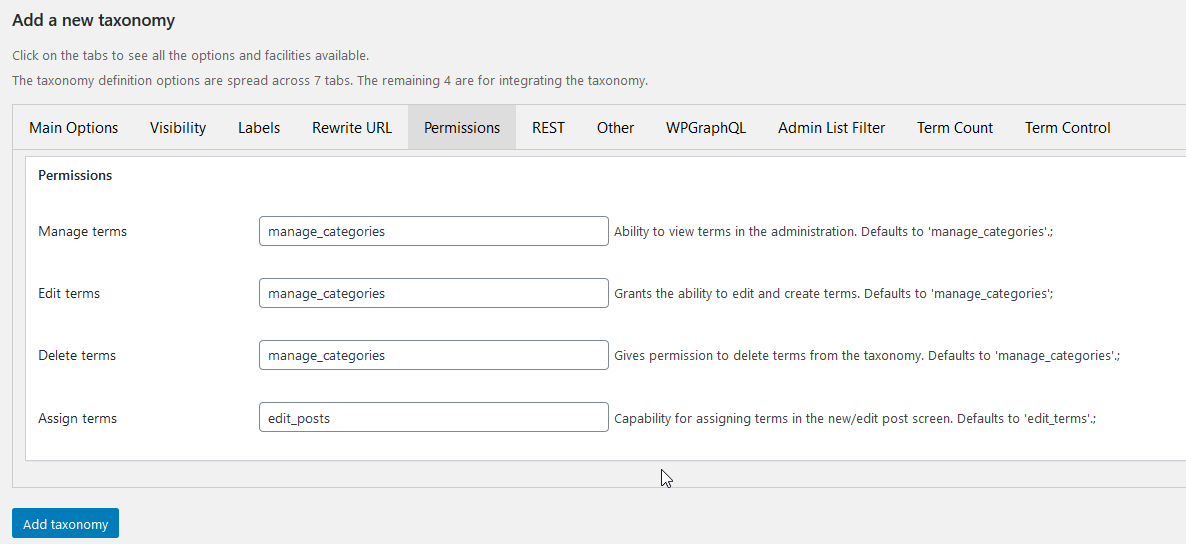 Add a new taxonomy
Click on the tabs to see all the options and facilities available.
The taxonomy definition options are spread across 7 tabs. The remaining 4 are for integrating the taxonomy.
Main Options Visibility Labels Rewrite URL Permissions REST Other WPGraphQL Admin List Filter Term Count Term Control
Permissions
Manage terms manage_categories Ability to view terms in the administration. Defaults to 'manage_categories'.;
Edit terms manage_categories Grants the ability to edit and create terms. Defaults to 'manage_categories';
Delete terms manage_categories Gives permission to delete terms from the taxonomy. Defaults to 'manage_categories'.;
Assign terms edit_posts Capability for assigning terms in the new/edit post screen. Defaults to 'edit_terms'.;
Add taxonomy